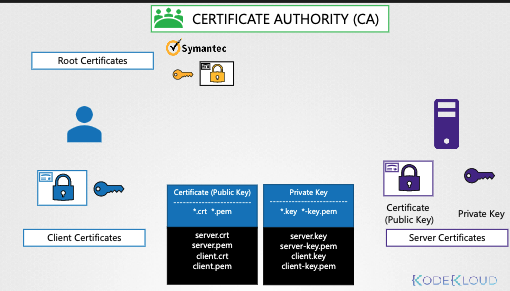 CERTIFICATE AUTHORITY (CA)
Symantec
Root Certificates
Certificate (Public Key)
*.crt *.pem
server.crt
server.pem
client.crt
client.pem
Private Key
*.key *-key.pem
server.key
server-key.pem
client.key
client-key.pem
Client Certificates
Certificate
(Public Key)
Private Key
Server Certificates
KODEKLOUD